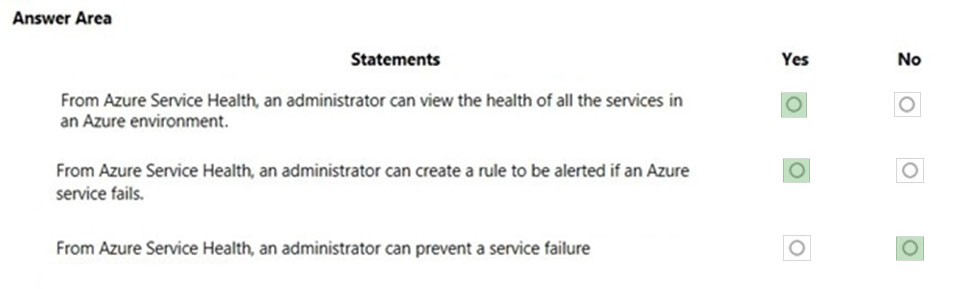 Answer Area
Statements Yes No
From Azure Service Health, an administrator can view the health of all the services in
an Azure environment.
From Azure Service Health, an administrator can create a rule to be alerted if an Azure
service fails.
From Azure Service Health, an administrator can prevent a service failure